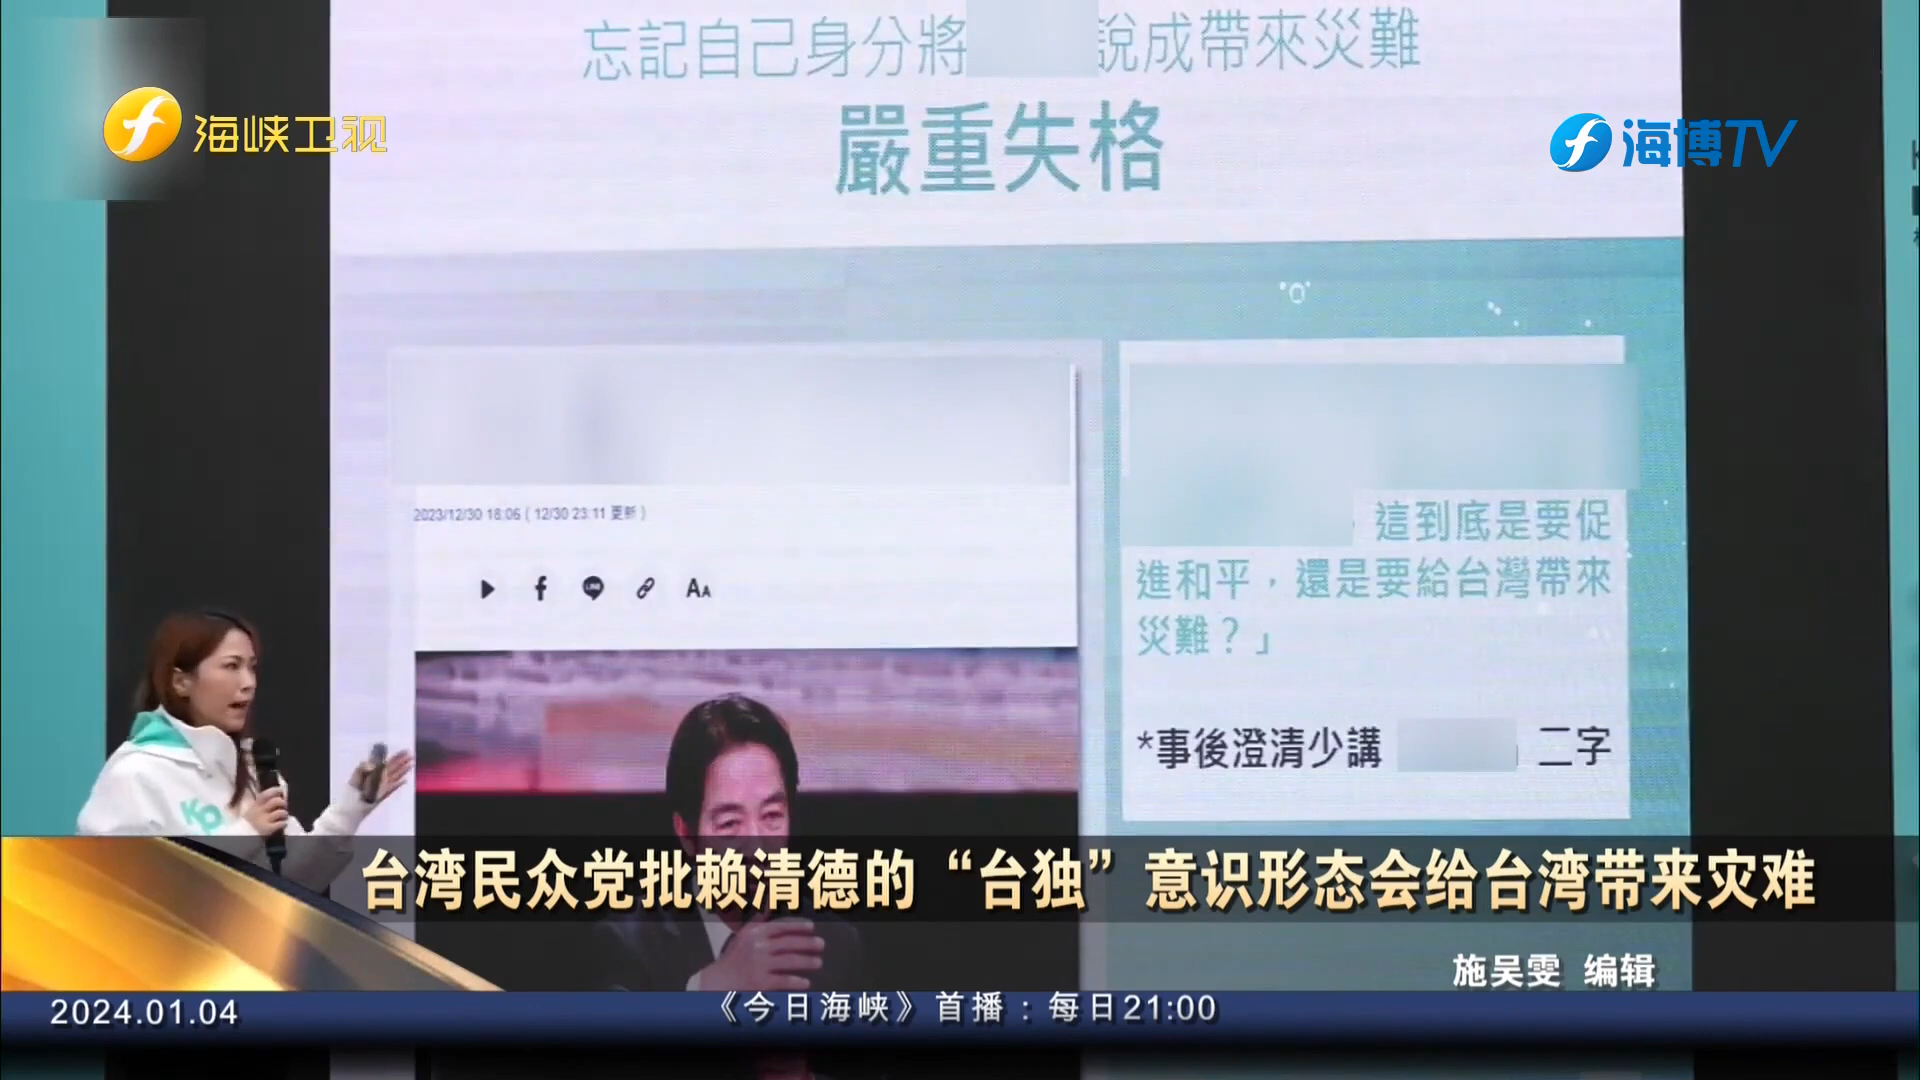 忘記自己身分將 說成帶來災難
嚴重失格
海峡卫视
海博TV
2023/12/30 18:06 ( 12/30 23:11 更新 )
LINE
AA
這到底是要促
進和平，還是要給台灣帶來
災難？」
*事後澄清少講 二字
KP
台湾民众党批赖清德的“台独”意识形态会给台湾带来灾难
施吴雯 编辑
2024.01.04
《今日海峡》首播：每日21:00